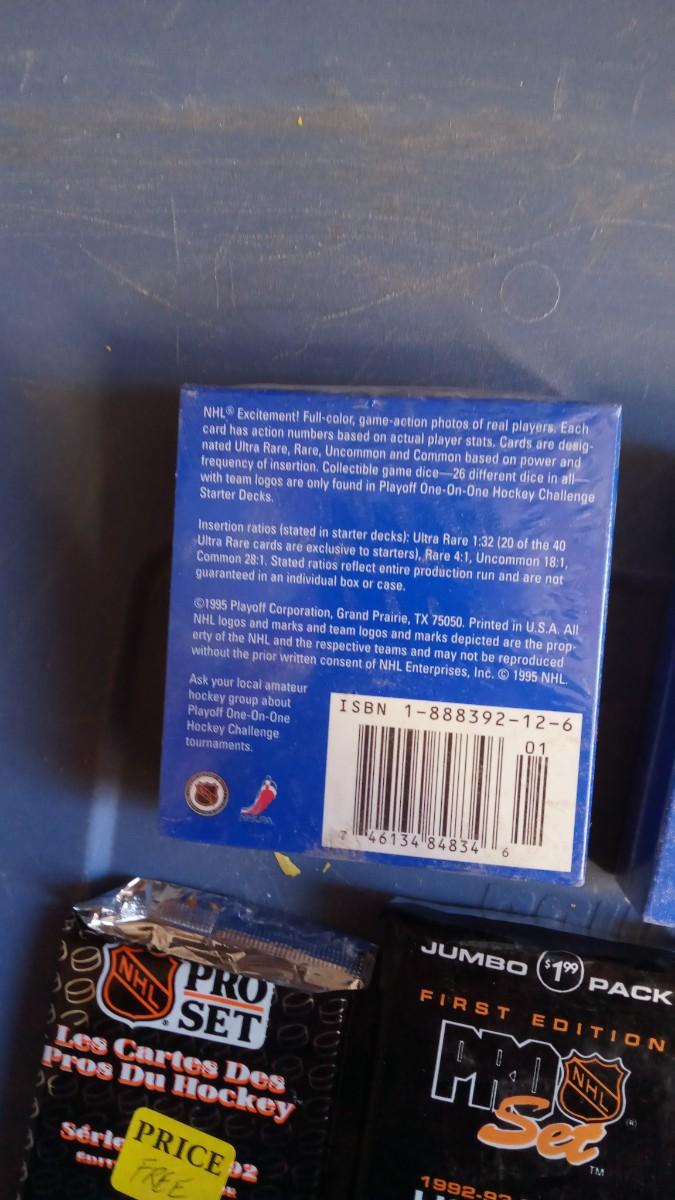 NHL® Excitement! Full-color, game-action photos of real players. Each
card has action numbers based on actual player stats. Cards are desig-
nated Ultra Rare, Rare, Uncommon and Common based on power and
frequency of insertion. Collectible game dice—26 different dice in all—
with team logos are only found in Playoff One-On-One Hockey Challenge
Starter Decks.
Insertion ratios (stated in starter decks): Ultra Rare 1:32 (20 of the 40
Ultra Rare cards are exclusive to starters), Rare 4:1, Uncommon 18:1,
Common 28:1. Stated ratios reflect entire production run and are not
guaranteed in an individual box or case.
©1995 Playoff Corporation, Grand Prairie, TX 75050. Printed in U.S.A. All
NHL logos and marks and team logos and marks depicted are the prop-
erty of the NHL and the respective teams and may not be reproduced
without the prior written consent of NHL Enterprises, Inc. © 1995 NHL.
Ask your local amateur
hockey group about
Playoff One-On-One
Hockey Challenge
tournaments.
NHLPA
ISBN 1-888392-12-6
01
7 46134 84834 6
NHL PRO
SET
Les Cartes Des
Pros Du Hockey
Série 92
PRICE
FREE
JUMBO $1.99 PACK
FIRST EDITION
PRO NHL
Set
TM
1992-93